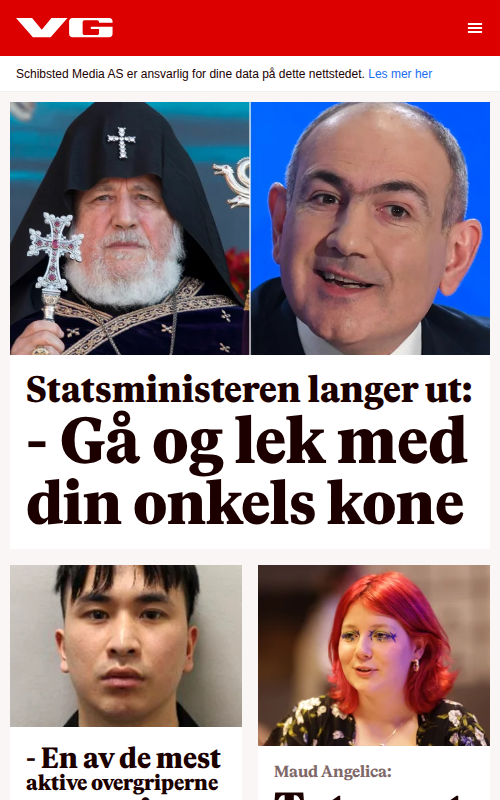 VG
Schibsted Media AS er ansvarlig for dine data på dette nettstedet. Les mer her
Statsministeren langer ut:
- Gå og lek med
din onkels kone
- En av de mest
aktive overgriperne
Maud Angelica: